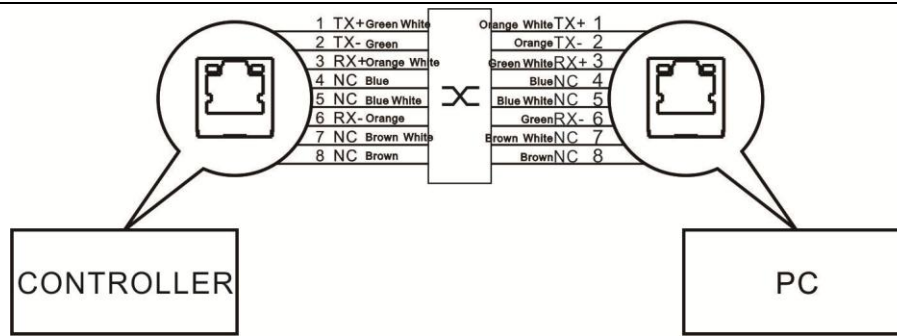 1 TX+ Green White
2 TX- Green
3 RX+ Orange White
4 NC Blue
5 NC Blue White
6 RX- Orange
7 NC Brown White
8 NC Brown
Orange White TX+ 1
Orange TX- 2
Green White RX+ 3
Blue NC 4
Blue White NC 5
Green RX- 6
Brown White NC 7
Brown NC 8
CONTROLLER
PC